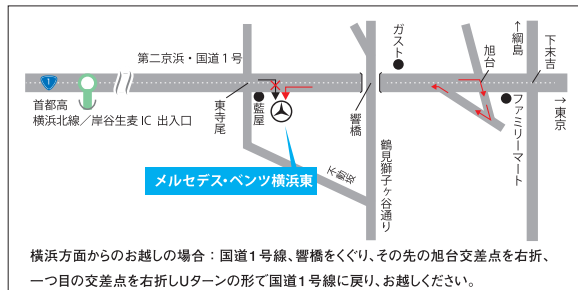 ガスト
↑綱島
下末吉
旭台
第二京浜・国道1号
1
首都高
横浜北線／岸谷生麦 IC 出入口
東寺尾
藍屋
響橋
ファミリーマート
→東京
メルセデス・ベンツ横浜東
不動坂
鶴見獅子ヶ谷通り
横浜方面からのお越しの場合：国道1号線、響橋をくぐり、その先の旭台交差点を右折、
一つ目の交差点を右折しUターンの形で国道1号線に戻り、お越しください。